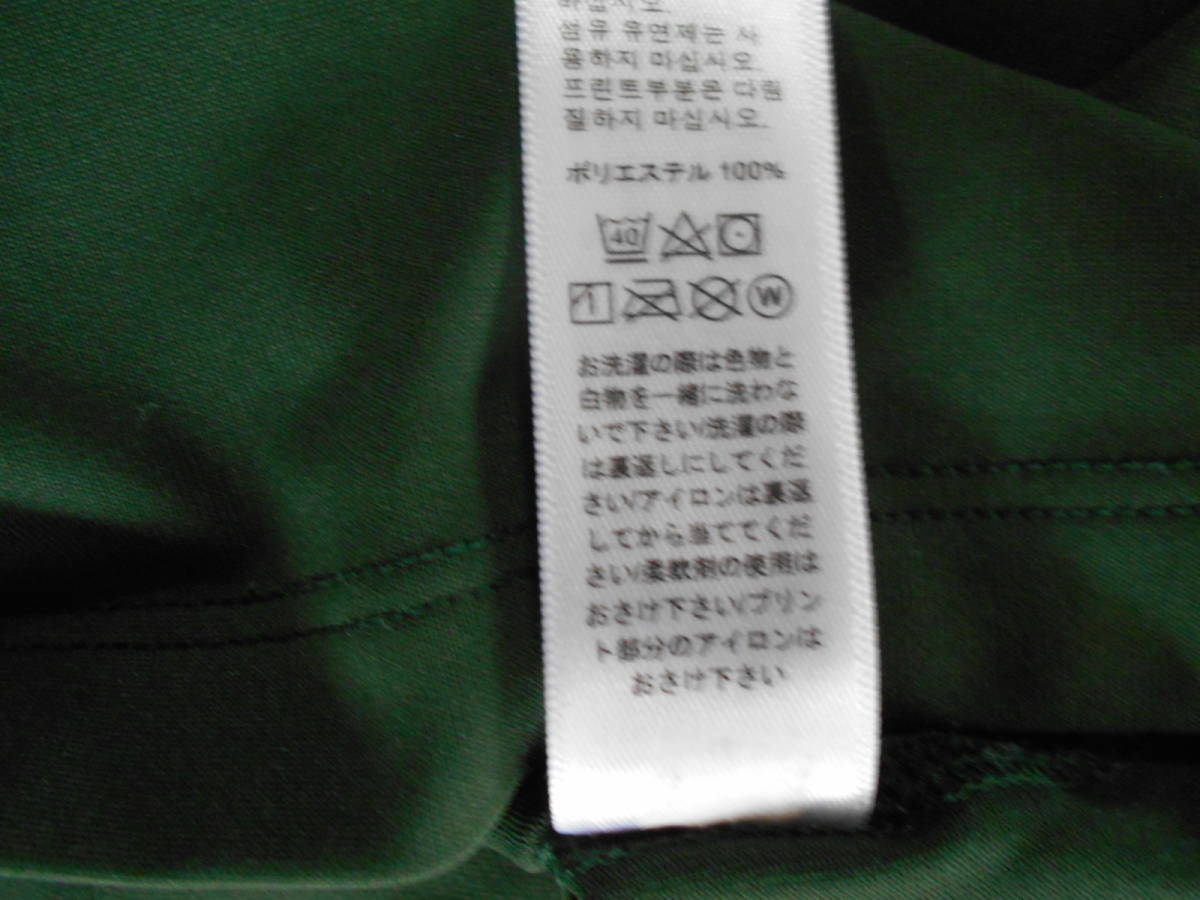 하십시오.
섬유 유연제는 사
용하지 마십시오.
프린트부분은 다림
질하지 마십시오.
ポリエステル 100%
40
W
お洗濯の際は色物と
白物を一緒に洗わな
いで下さい/洗濯の際
は裏返しにしてくだ
さい/アイロンは裏返
してから当ててくだ
さい/柔軟剤の使用は
おさけ下さい/プリン
ト部分のアイロンは
おさけ下さい